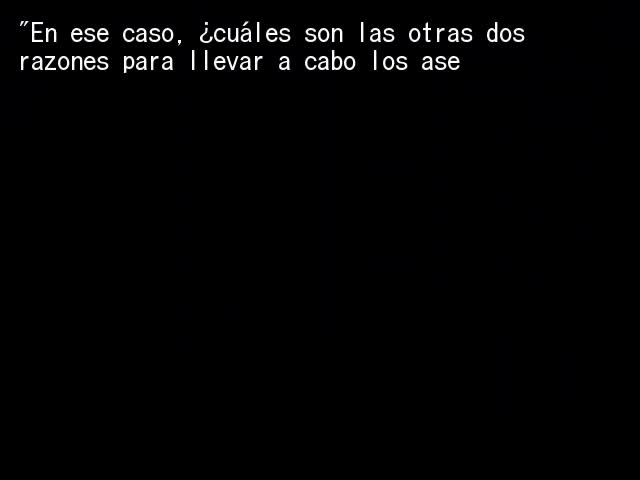 "En ese caso, ¿cuáles son las otras dos
razones para llevar a cabo los ase